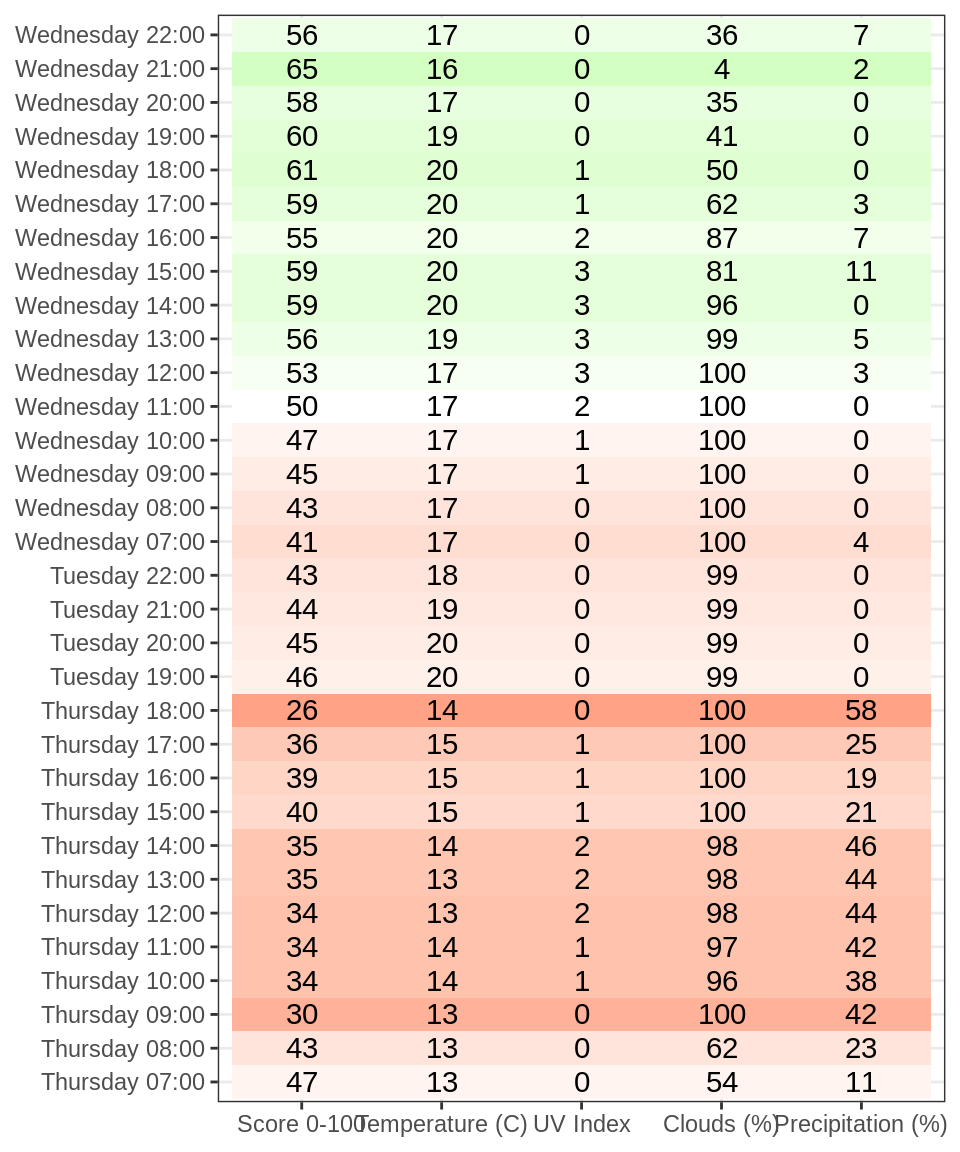 Wednesday 22:00 56 17 0 36 7
Wednesday 21:00 65 16 0 4 2
Wednesday 20:00 58 17 0 35 0
Wednesday 19:00 60 19 0 41 0
Wednesday 18:00 61 20 1 50 0
Wednesday 17:00 59 20 1 62 3
Wednesday 16:00 55 20 2 87 7
Wednesday 15:00 59 20 3 81 11
Wednesday 14:00 59 20 3 96 0
Wednesday 13:00 56 19 3 99 5
Wednesday 12:00 53 17 3 100 3
Wednesday 11:00 50 17 2 100 0
Wednesday 10:00 47 17 1 100 0
Wednesday 09:00 45 17 1 100 0
Wednesday 08:00 43 17 0 100 0
Wednesday 07:00 41 17 0 100 4
Tuesday 22:00 43 18 0 99 0
Tuesday 21:00 44 19 0 99 0
Tuesday 20:00 45 20 0 99 0
Tuesday 19:00 46 20 0 99 0
Thursday 18:00 26 14 0 100 58
Thursday 17:00 36 15 1 100 25
Thursday 16:00 39 15 1 100 19
Thursday 15:00 40 15 1 100 21
Thursday 14:00 35 14 2 98 46
Thursday 13:00 35 13 2 98 44
Thursday 12:00 34 13 2 98 44
Thursday 11:00 34 14 1 97 42
Thursday 10:00 34 14 1 96 38
Thursday 09:00 30 13 0 100 42
Thursday 08:00 43 13 0 62 23
Thursday 07:00 47 13 0 54 11
Score 0-100 Temperature (C) UV Index Clouds (%) Precipitation (%)